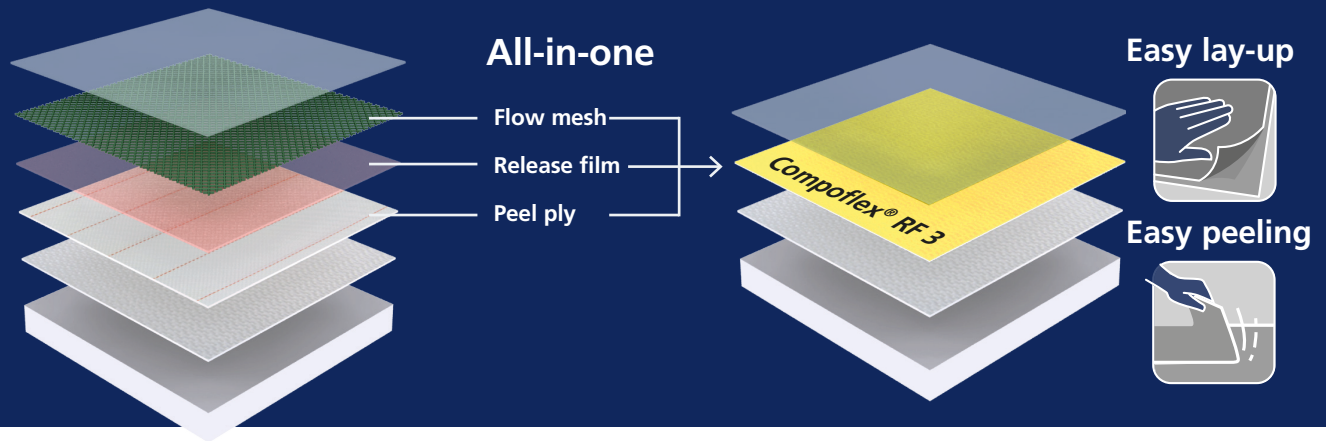 All-in-one
Flow mesh
Release film
Peel ply
Compoflex® RF 3
Easy lay-up
Easy peeling